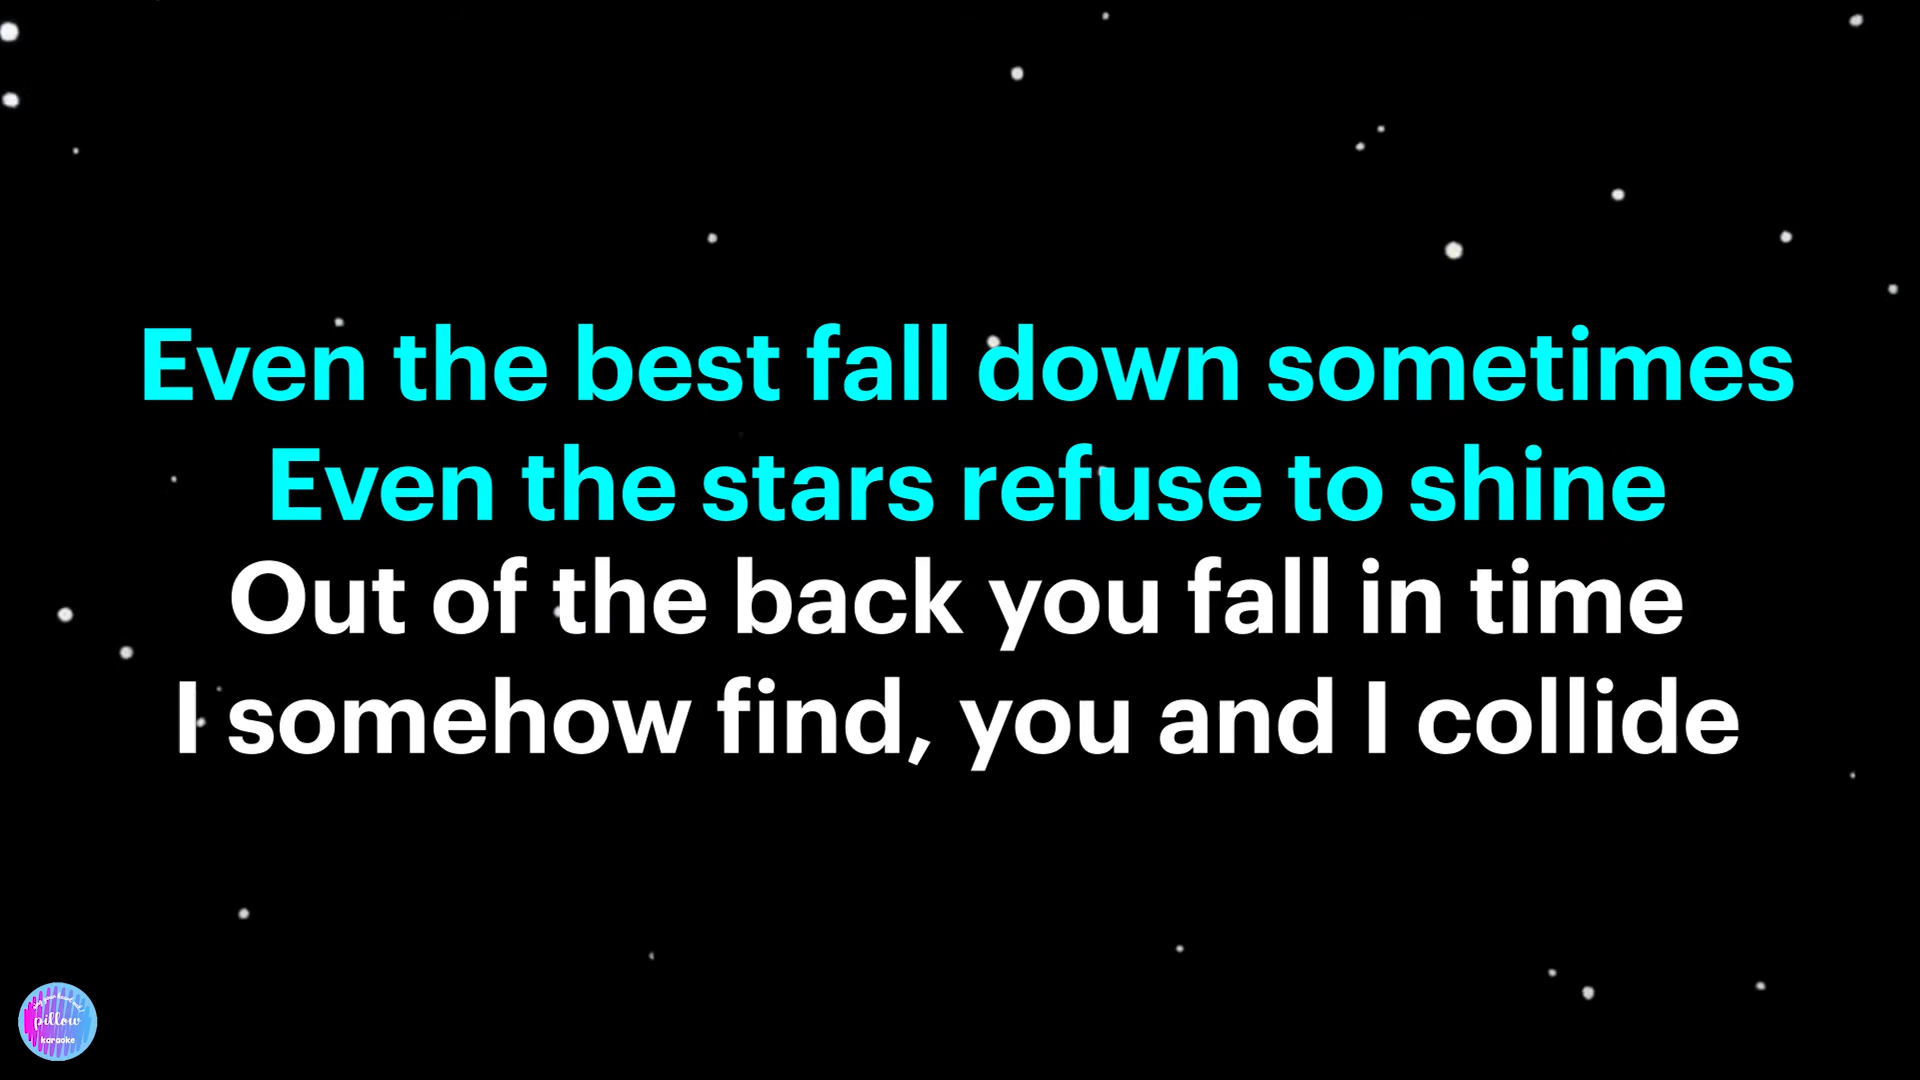 Even the best fall down sometimes
Even the stars refuse to shine
Out of the back you fall in time
I somehow find, you and I collide
pillow
karaoke